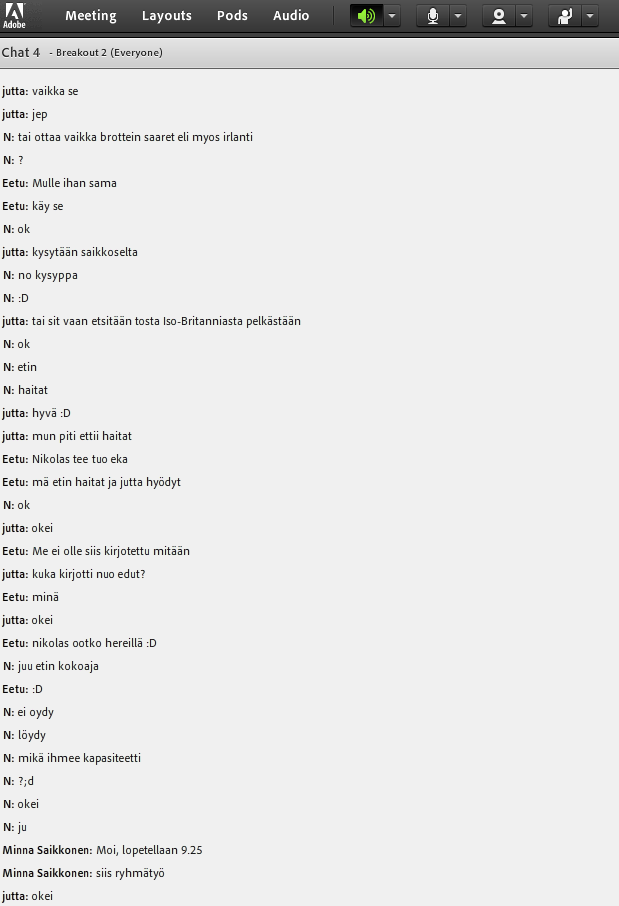 Adobe
Meeting Layouts Pods Audio
Chat 4 - Breakout 2 (Everyone)
jutta: vaikka se
jutta: jep
N: tai ottaa vaikka brottein saaret eli myos irlanti
N: ?
Eetu: Mulle ihan sama
Eetu: käy se
N: ok
jutta: kysytään saikkoselta
N: no kysyppa
N: :D
jutta: tai sit vaan etsitään tosta Iso-Britanniasta pelkästään
N: ok
N: etin
N: haitat
jutta: hyvä :D
jutta: mun piti ettii haitat
Eetu: Nikolas tee tuo eka
Eetu: mä etin haitat ja jutta hyödyt
N: ok
jutta: okei
Eetu: Me ei olle siis kirjotettu mitään
jutta: kuka kirjotti nuo edut?
Eetu: minä
jutta: okei
Eetu: nikolas ootko hereillä :D
N: juu etin kokoaja
Eetu: :D
N: ei oydy
N: löydy
N: mikä ihmee kapasiteetti
N: ?;d
N: okei
N: ju
Minna Saikkonen: Moi, lopetellaan 9.25
Minna Saikkonen: siis ryhmätyö
jutta: okei